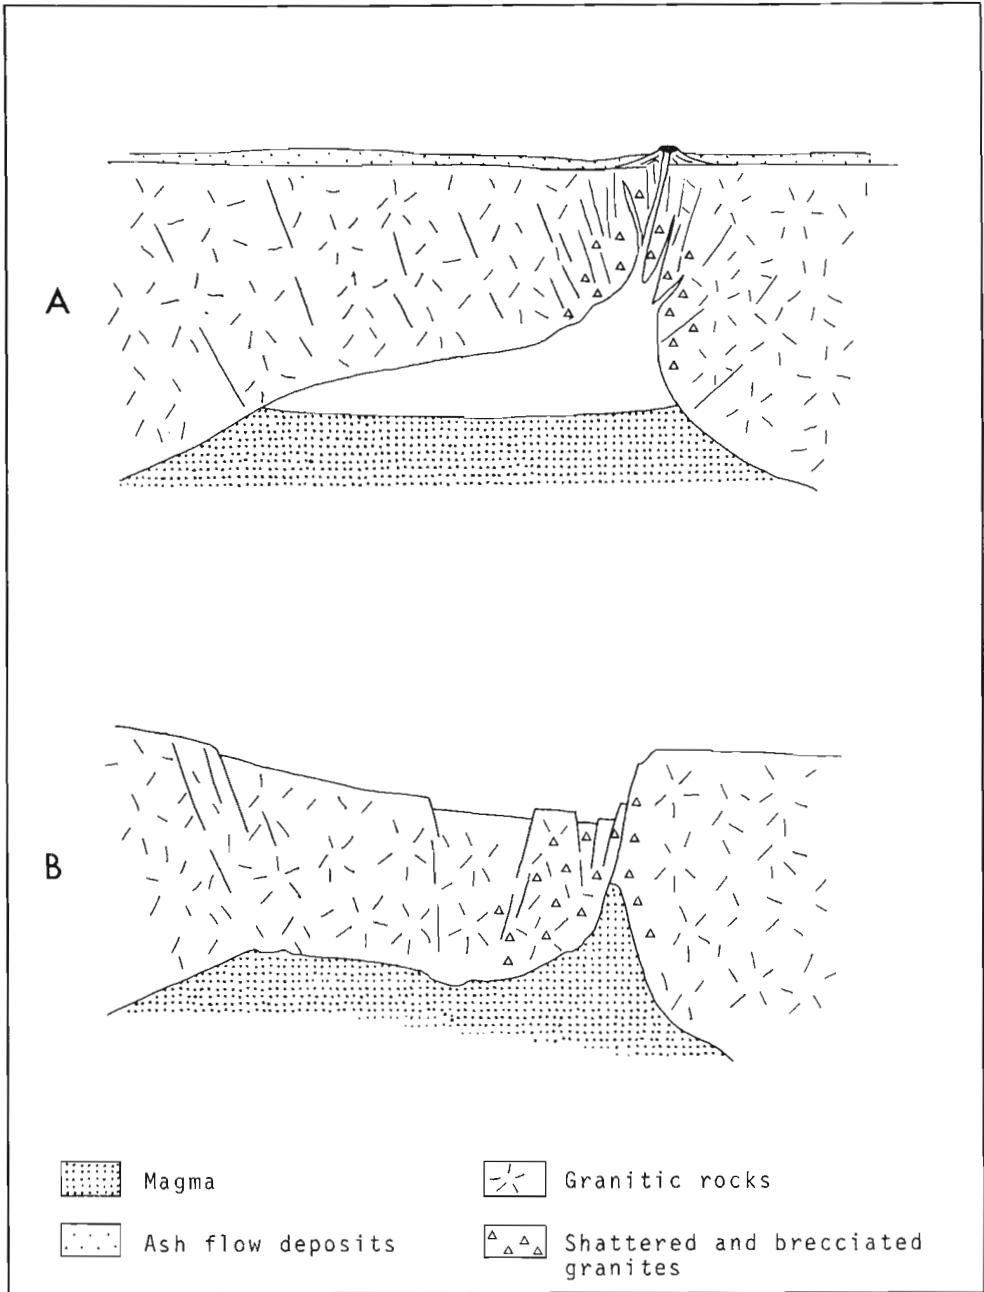 A
B
Magma
Granitic rocks
Ash flow deposits
Shattered and brecciated
granites